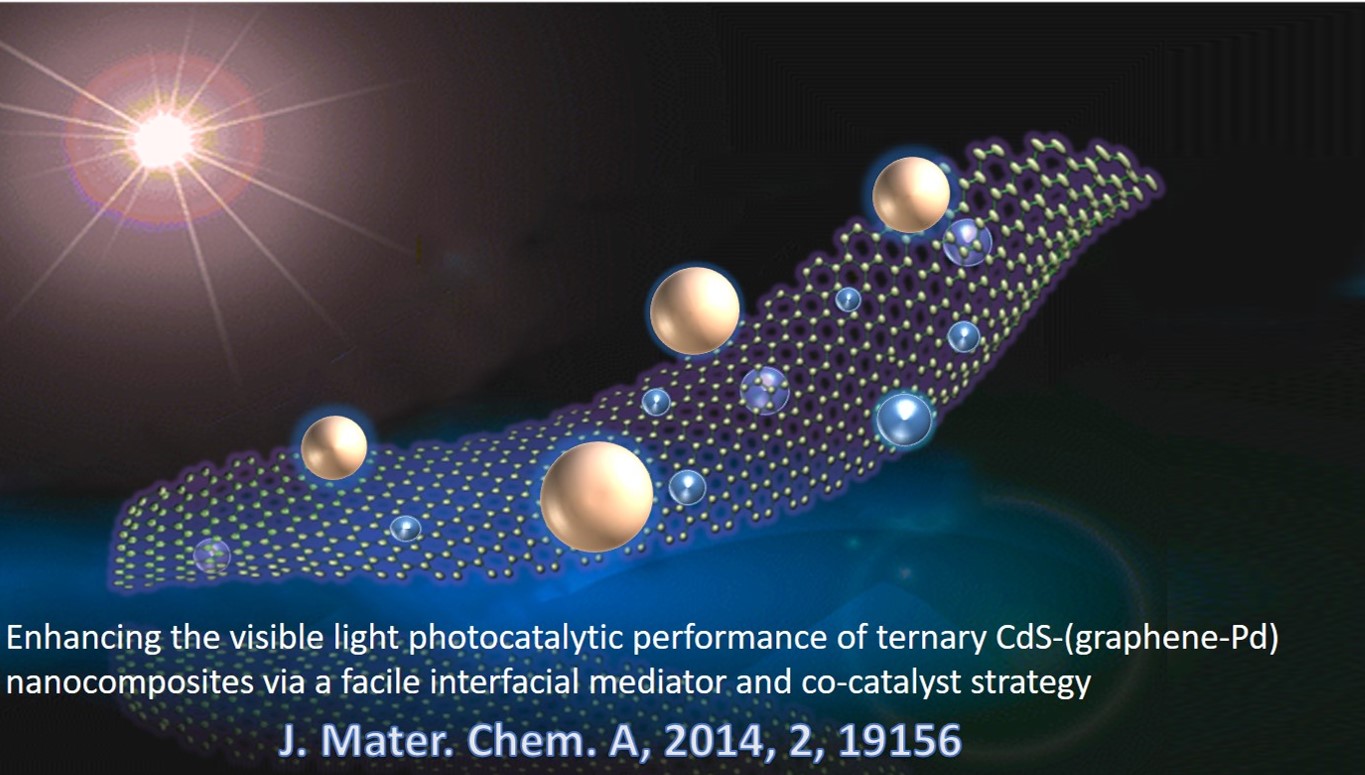 Enhancing the visible light photocatalytic performance of ternary CdS-(graphene-Pd)
nanocomposites via a facile interfacial mediator and co-catalyst strategy
J. Mater. Chem. A, 2014, 2, 19156